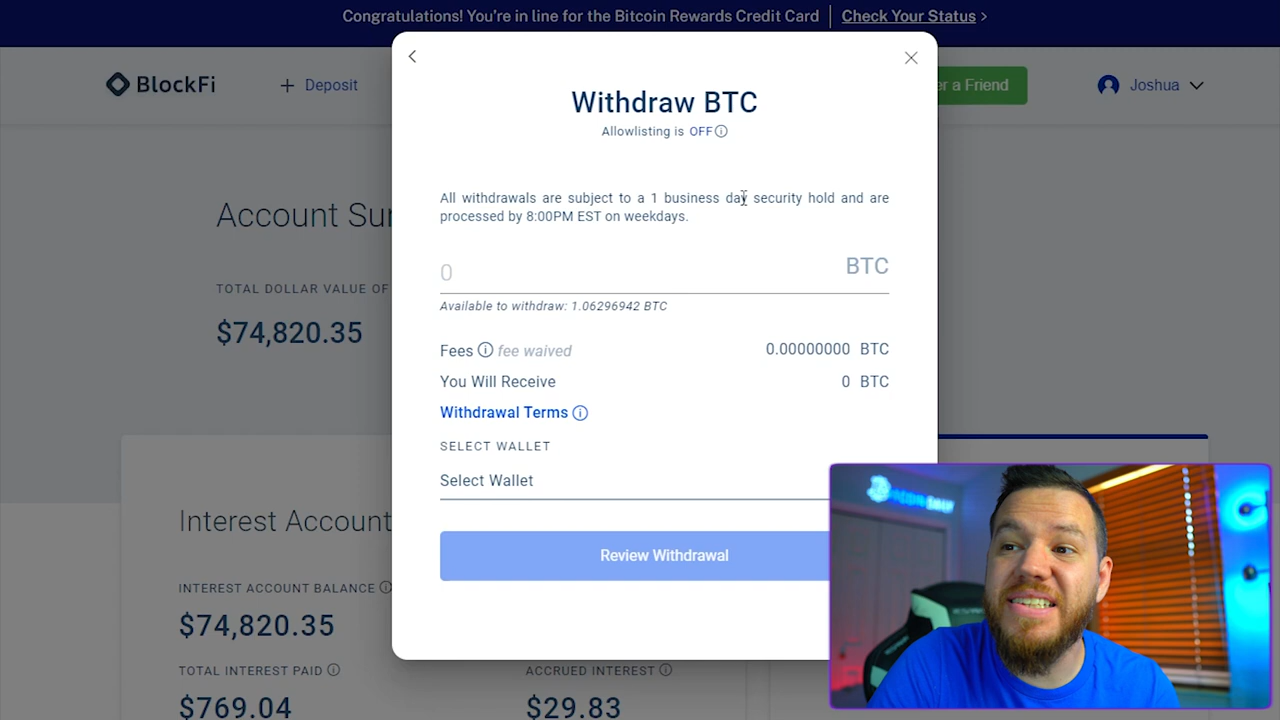 Congratulations! You're in line for the Bitcoin Rewards Credit Card | Check Your Status >
BlockFi
+ Deposit
er a Friend
Joshua
Withdraw BTC
Allowlisting is OFF
All withdrawals are subject to a 1 business day security hold and are
processed by 8:00PM EST on weekdays.
0 BTC
Available to withdraw: 1.06296942 BTC
Fees fee waived 0.00000000 BTC
You Will Receive 0 BTC
Withdrawal Terms
SELECT WALLET
Select Wallet
Review Withdrawal
Account Su
TOTAL DOLLAR VALUE OF
$74,820.35
Interest Account
INTEREST ACCOUNT BALANCE
$74,820.35
TOTAL INTEREST PAID
$769.04
ACCRUED INTEREST
$29.83